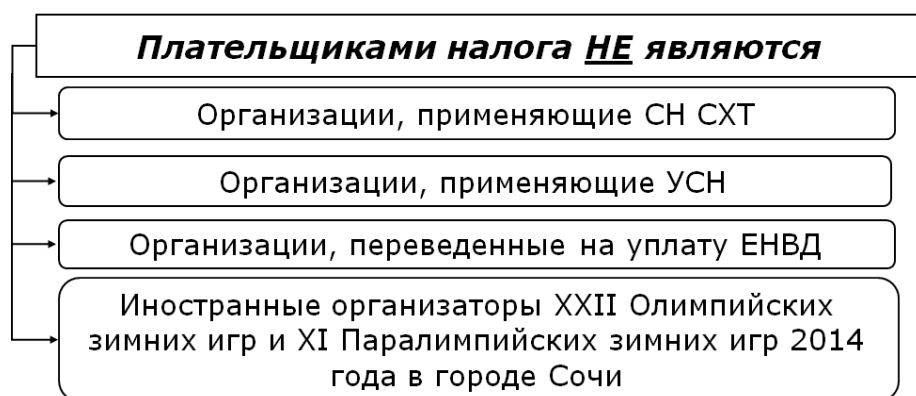 Плательщиками налога НЕ являются
Организации, применяющие СН СХТ
Организации, применяющие УСН
Организации, переведенные на уплату ЕНВД
Иностранные организаторы XXII Олимпийских
зимних игр и XI Паралимпийских зимних игр 2014
года в городе Сочи